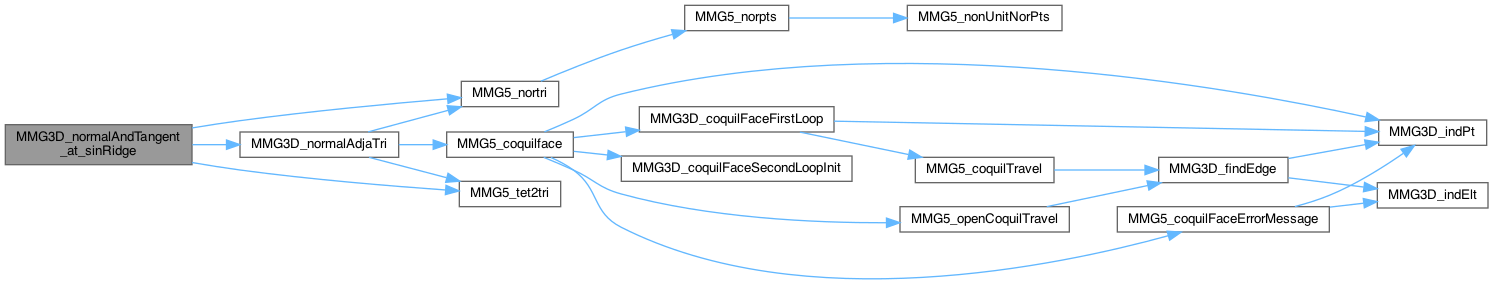 MMG3D_normalAndTangent
_at_sinRidge
MMG5_nortri
MMG3D_normalAdjaTri
MMG5_tet2tri
MMG5_norpts
MMG5_nonUnitNorPts
MMG5_coquilface
MMG3D_coquilFaceFirstLoop
MMG3D_coquilFaceSecondLoopInit
MMG5_coquilTravel
MMG5_openCoquilTravel
MMG3D_findEdge
MMG5_coquilFaceErrorMessage
MMG3D_indPt
MMG3D_indElt